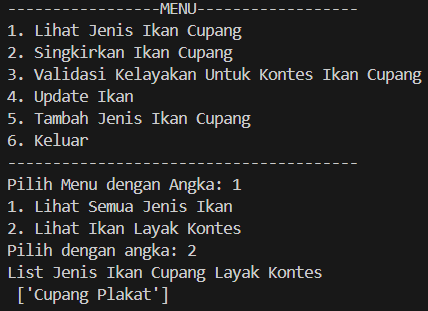 -----------------MENU------------------
1. Lihat Jenis Ikan Cupang
2. Singkirkan Ikan Cupang
3. Validasi Kelayakan Untuk Kontes Ikan Cupang
4. Update Ikan
5. Tambah Jenis Ikan Cupang
6. Keluar
---------------------------------------
Pilih Menu dengan Angka: 1
1. Lihat Semua Jenis Ikan
2. Lihat Ikan Layak Kontes
Pilih dengan angka: 2
List Jenis Ikan Cupang Layak Kontes
 ['Cupang Plakat']